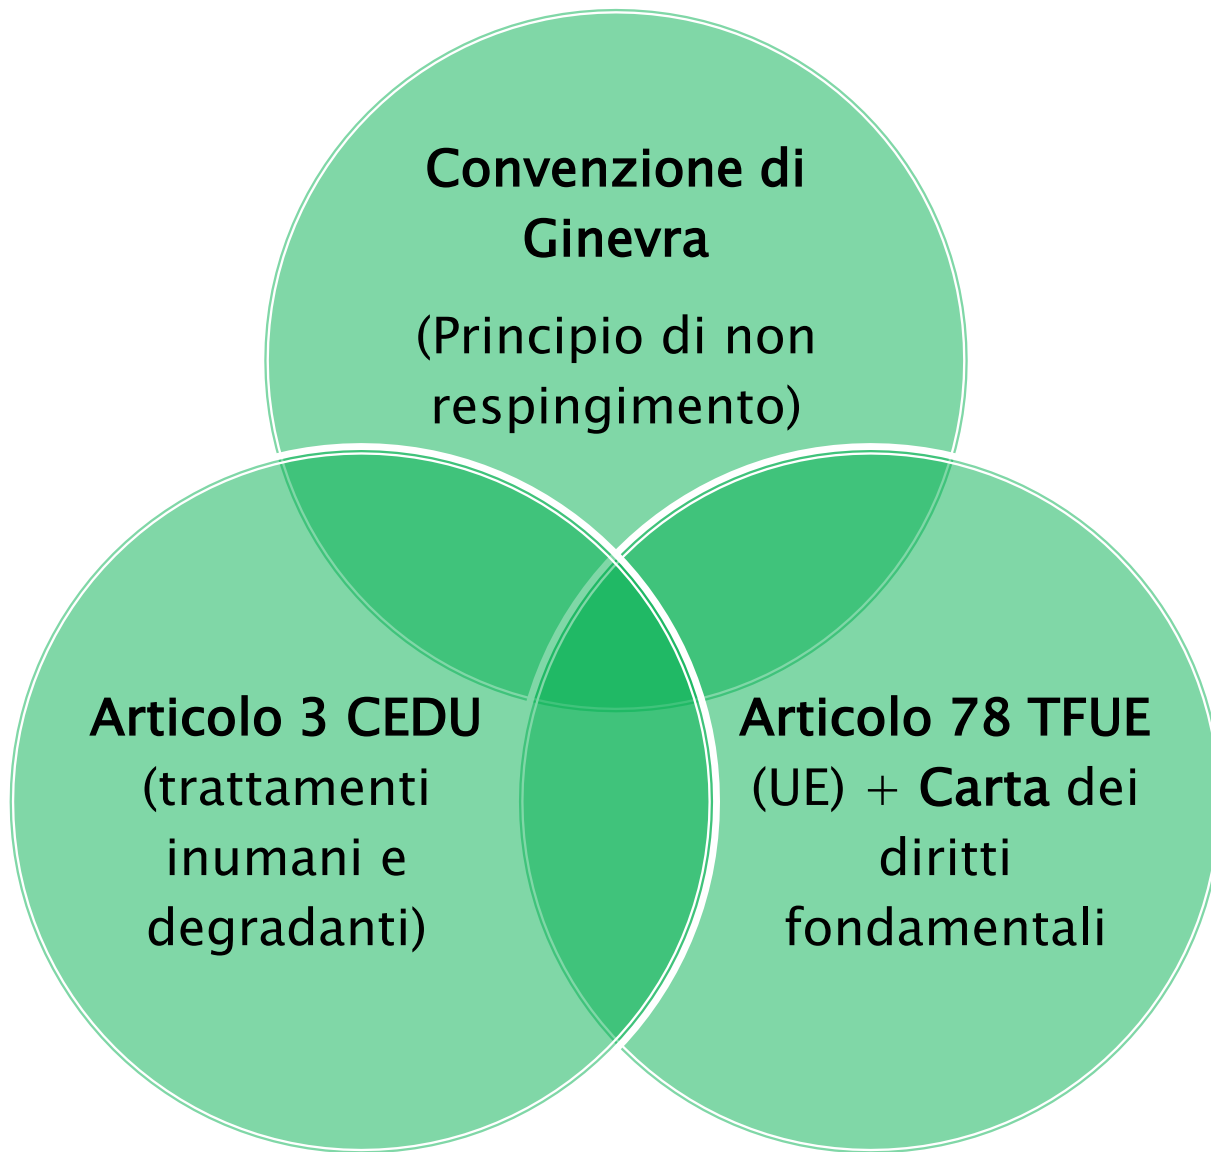 Convenzione di
Ginevra
(Principio di non
respingimento)
Articolo 3 CEDU
(trattamenti
inumani e
degradanti)
Articolo 78 TFUE
(UE) + Carta dei
diritti
fondamentali